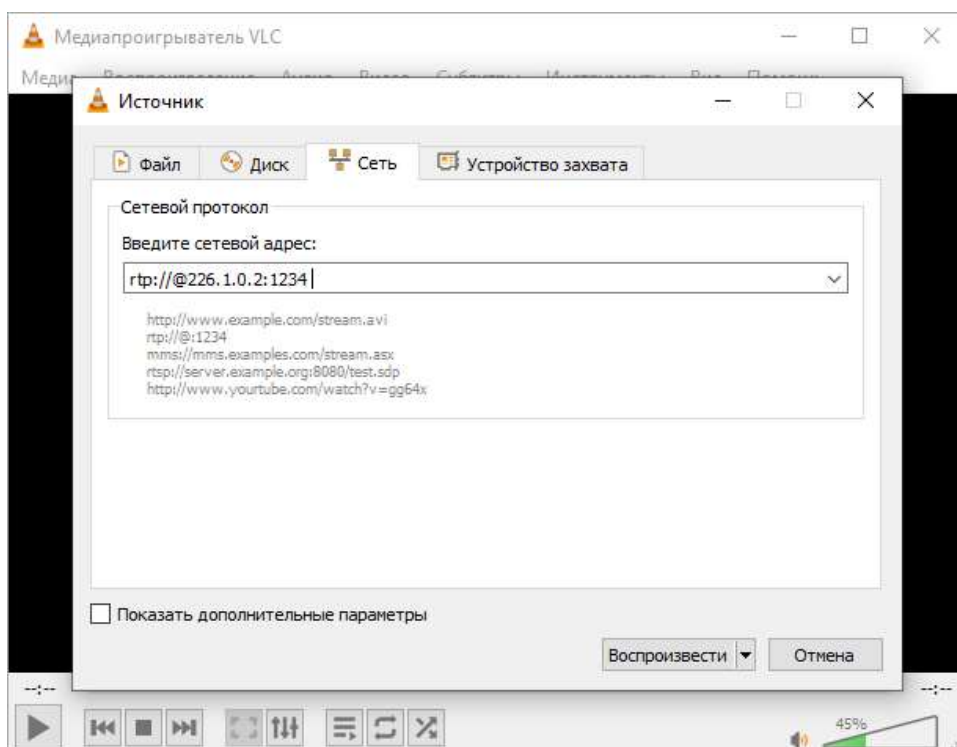 Медиапроигрыватель VLC
Источник
Файл Диск Сеть Устройство захвата
Сетевой протокол
Введите сетевой адрес:
rtp://@226.1.0.2:1234
http://www.example.com/stream.avi
rtp://@:1234
mms://mms.examples.com/stream.asx
rtsp://server.example.org:8080/test.sdp
http://www.yourtube.com/watch?v=gg64x
Показать дополнительные параметры
Воспроизвести Отмена
--:-- --:--
45%